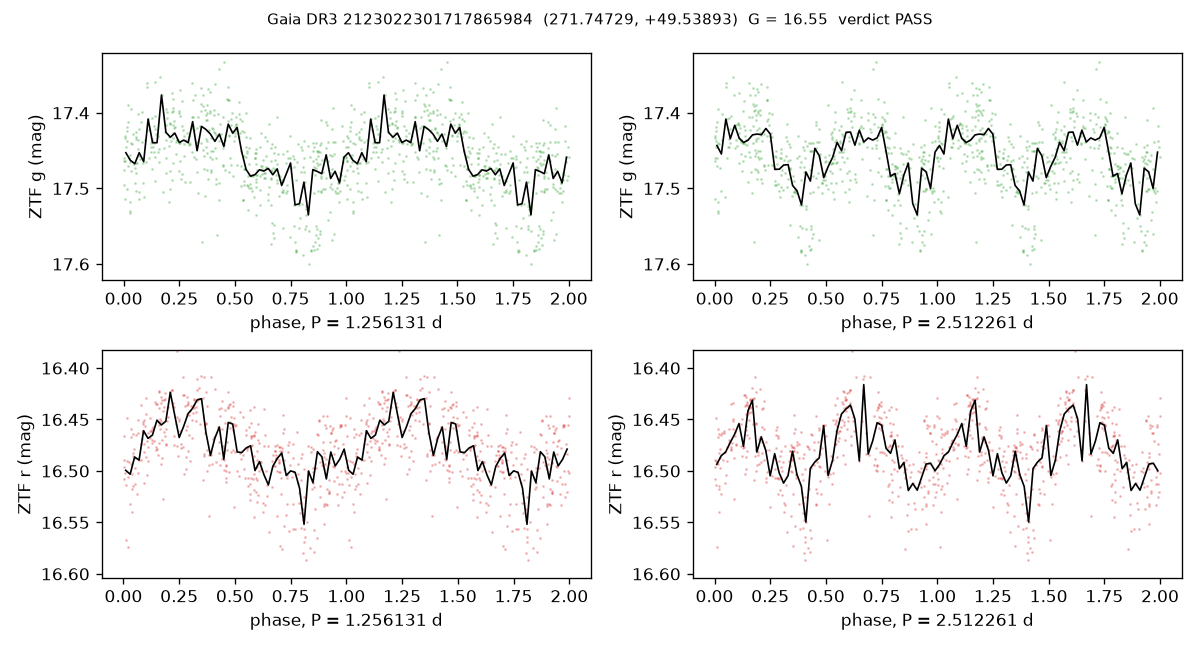 Gaia DR3 2123022301717865984 (271.74729, +49.53893) G = 16.55 verdict PASS
ZTF g (mag)
17.4
17.5
17.6
0.00 0.25 0.50 0.75 1.00 1.25 1.50 1.75 2.00
phase, P = 1.256131 d
ZTF g (mag)
17.4
17.5
17.6
0.00 0.25 0.50 0.75 1.00 1.25 1.50 1.75 2.00
phase, P = 2.512261 d
ZTF r (mag)
16.40
16.45
16.50
16.55
16.60
0.00 0.25 0.50 0.75 1.00 1.25 1.50 1.75 2.00
phase, P = 1.256131 d
ZTF r (mag)
16.40
16.45
16.50
16.55
16.60
0.00 0.25 0.50 0.75 1.00 1.25 1.50 1.75 2.00
phase, P = 2.512261 d